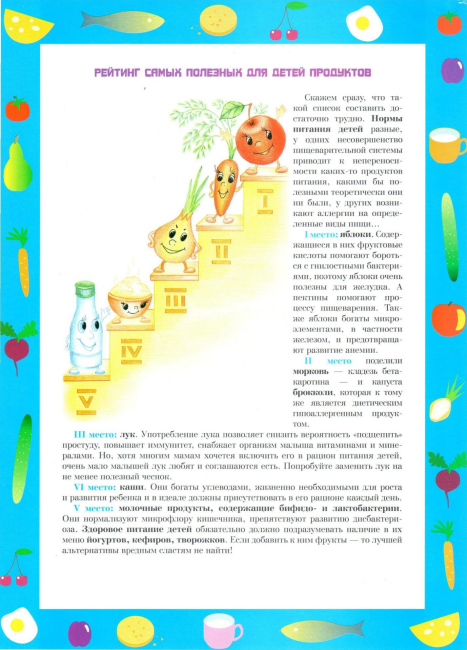 РЕЙТИНГ САМЫХ ПОЛЕЗНЫХ ДЛЯ ДЕТЕЙ ПРОДУКТОВ
Скажем сразу, что та-
кой список составить до-
статочно трудно. Нормы
питания детей разные,
у одних несовершенство
пищеварительной системы
приводит к непереноси-
мости каких-то продуктов
питания, какими бы по-
лезными теоретически они
ни были, у других возни-
кают аллергии на опреде-
ленные виды пищи...
I место: яблоки. Содер-
жащиеся в них фруктовые
кислоты помогают бороть-
ся с гнилостными бактери-
ями, поэтому яблоки очень
полезны для желудка. А
пектины помогают про-
цессу пищеварения. Так-
же яблоки богаты микро-
элементами, в частности
железом, и предотвраща-
ют развитие анемии.
II место поделили
морковь — кладезь бета-
каротина — и капуста
брокколи, которая к тому
же является диетическим
гипоаллергенным продук-
том.
I
II
III
IV
V
III место: лук. Употребление лука позволяет снизить вероятность «подцепить»
простуду, повышает иммунитет, снабжает организм малыша витаминами и мине-
ралами. Но, хотя многим мамам хочется включить его в рацион питания детей,
очень мало малышей лук любят и соглашаются есть. Попробуйте заменить лук на
не менее полезный чеснок.
VI место: каши. Они богаты углеводами, жизненно необходимыми для роста
и развития ребенка и в идеале должны присутствовать в его рационе каждый день.
V место: молочные продукты, содержащие бифидо- и лактобактерии.
Они нормализуют микрофлору кишечника, препятствуют развитию дисбактери-
оза. Здоровое питание детей обязательно должно подразумевать наличие в их
меню йогуртов, кефиров, творожков. Если добавить к ним фрукты — то лучшей
альтернативы вредным сластям не найти!